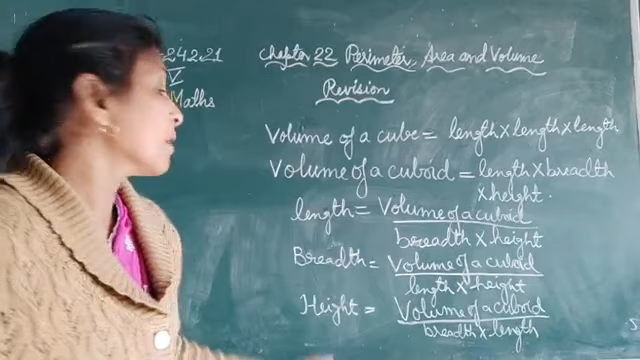 24.2.21
V
Maths
Chapter 22 Perimeter, Area and Volume
Revision
Volume of a cube = length x length x length
Volume of a cuboid = length x breadth
x height.
length = Volume of a cuboid
breadth x height
Breadth = Volume of a cuboid
length x height
Height = Volume of a cuboid
breadth x length